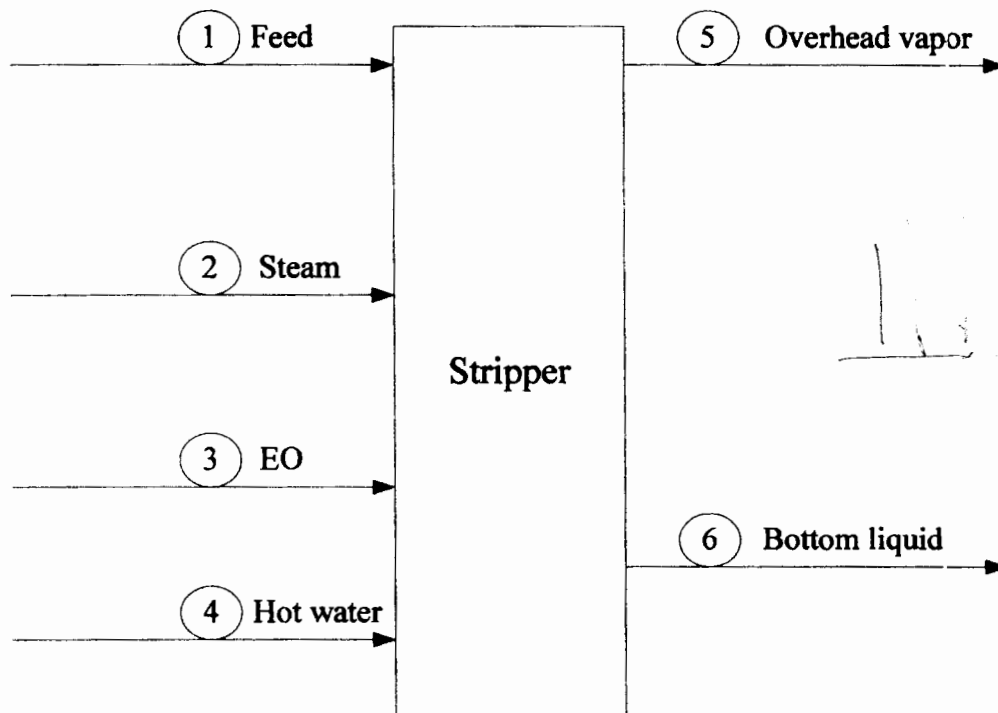 1 Feed
5 Overhead vapor
2 Steam
Stripper
3 EO
6 Bottom liquid
4 Hot water